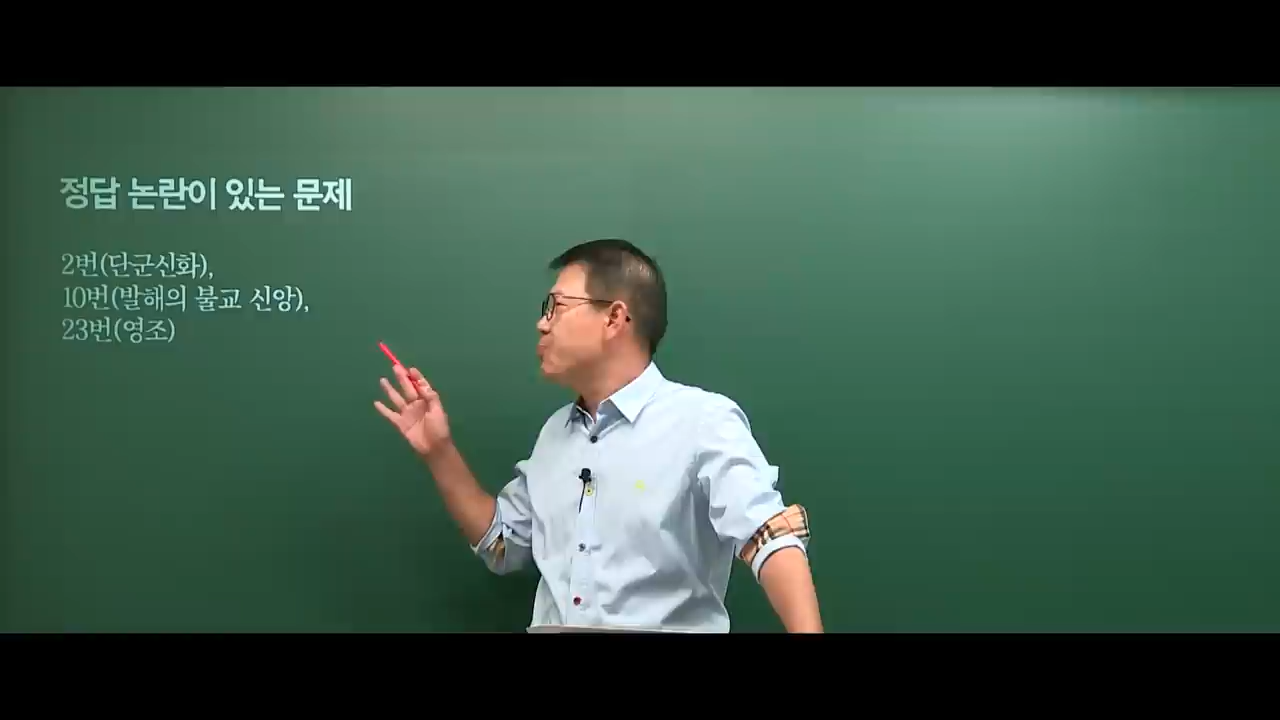 정답 논란이 있는 문제
2번(단군신화),
10번(발해의 불교 신앙),
23번(영조)